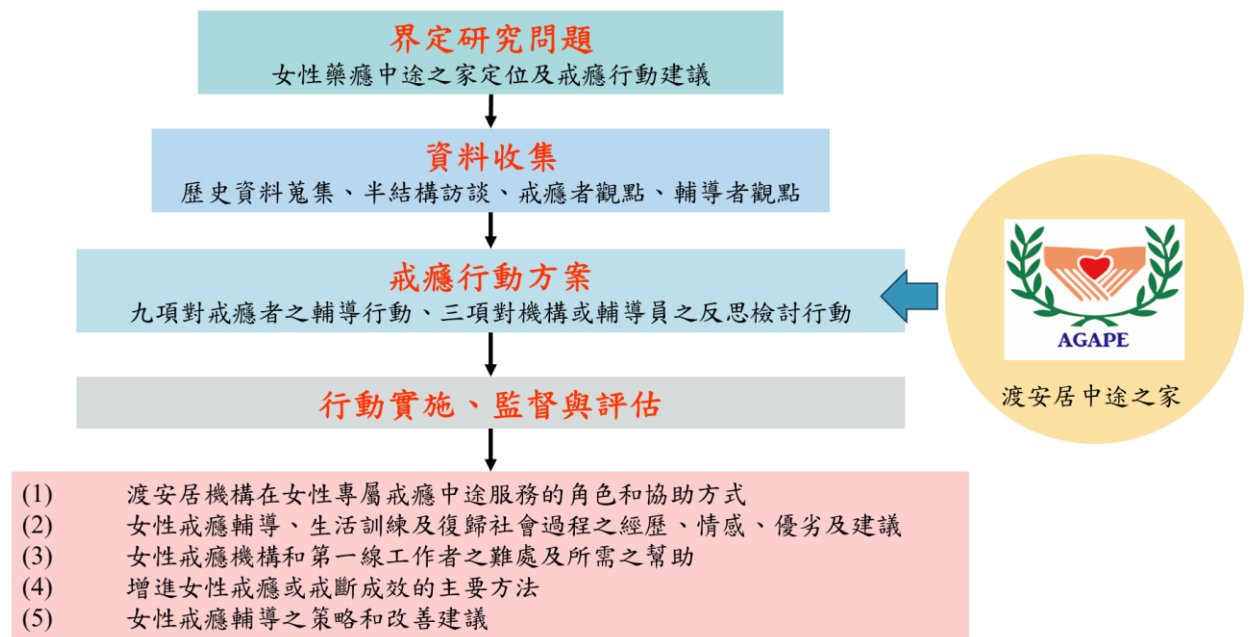 界定研究問題
女性藥癮中途之家定位及戒癮行動建議
資料收集
歷史資料蒐集、半結構訪談、戒癮者觀點、輔導者觀點
戒癮行動方案
九項對戒癮者之輔導行動、三項對機構或輔導員之反思檢討行動
AGAPE
渡安居中途之家
行動實施、監督與評估
(1) 渡安居機構在女性專屬戒癮中途服務的角色和協助方式
(2) 女性戒癮輔導、生活訓練及復歸社會過程之經歷、情感、優劣及建議
(3) 女性戒癮機構和第一線工作者之難處及所需之幫助
(4) 增進女性戒癮或戒斷成效的主要方法
(5) 女性戒癮輔導之策略和改善建議